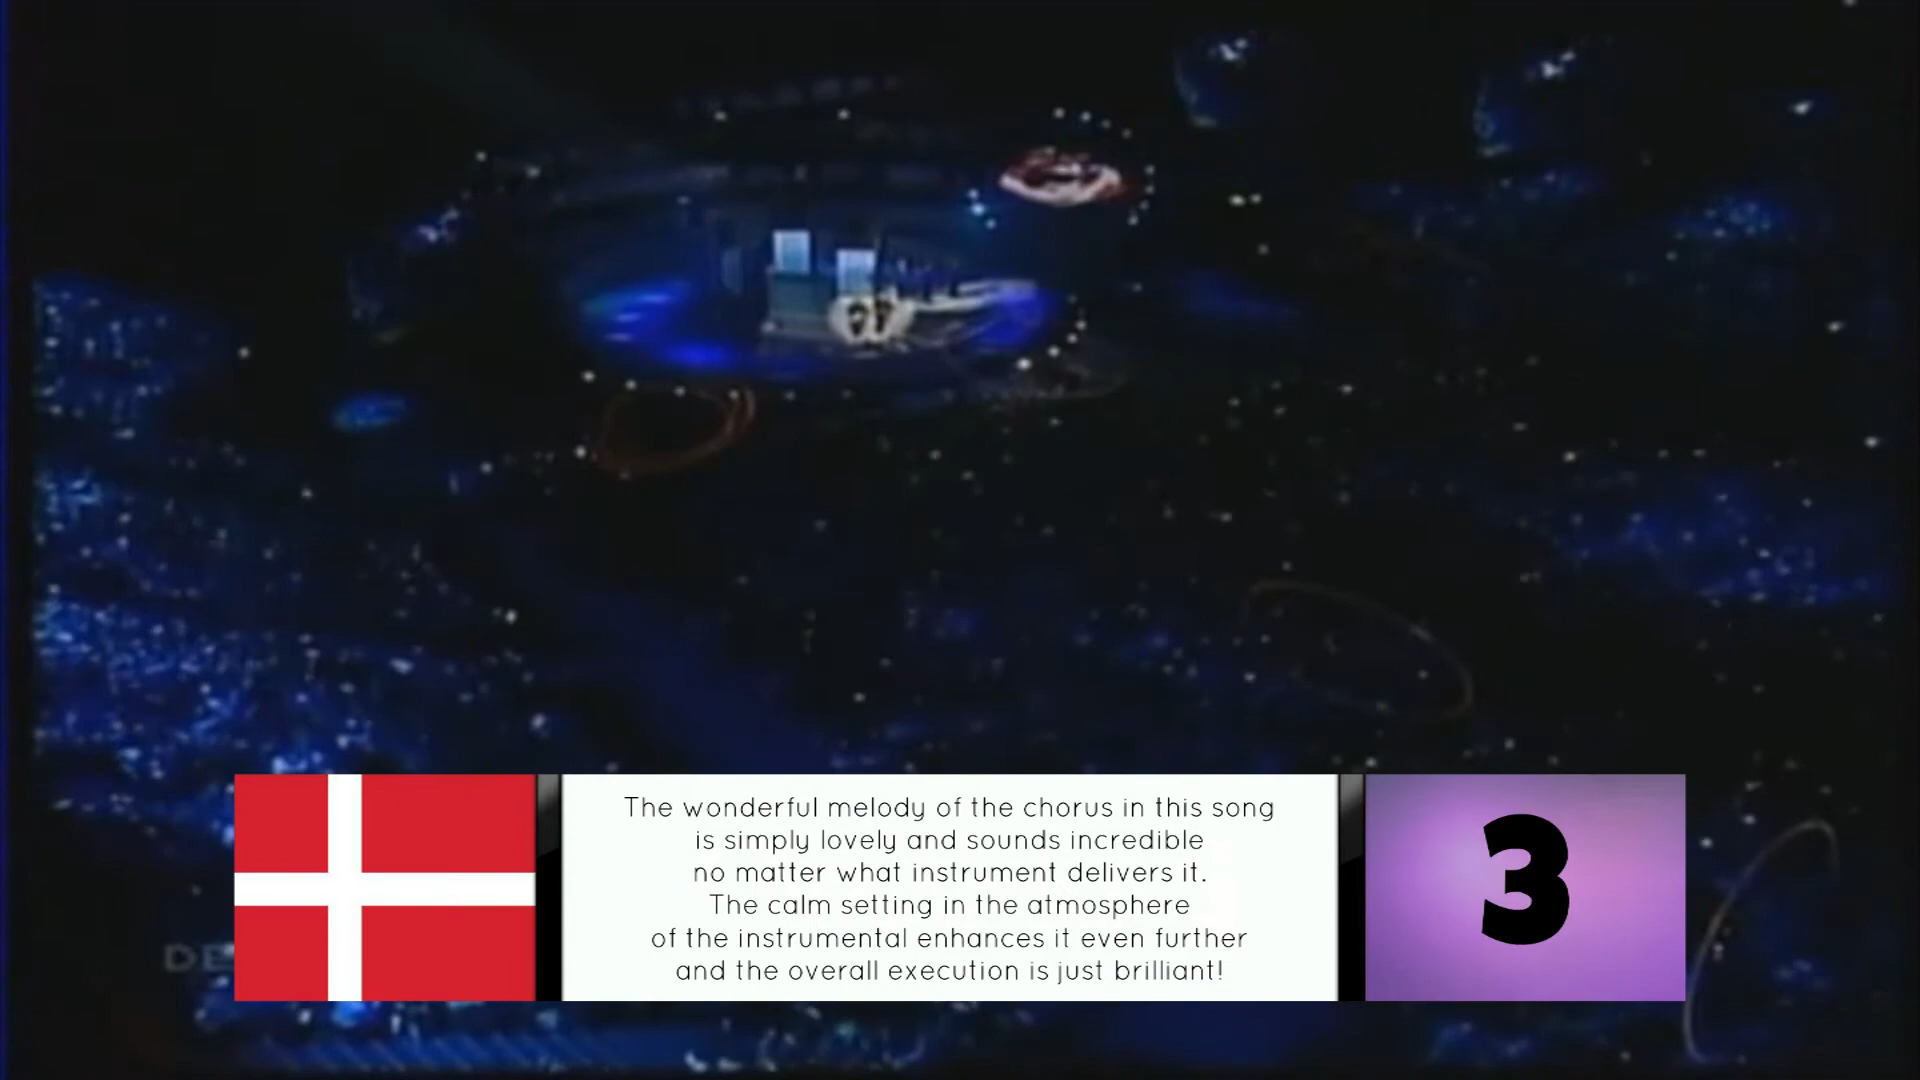 The wonderful melody of the chorus in this song
is simply lovely and sounds incredible
no matter what instrument delivers it.
The calm setting in the atmosphere
of the instrumental enhances it even further
and the overall execution is just brilliant!
3
DE